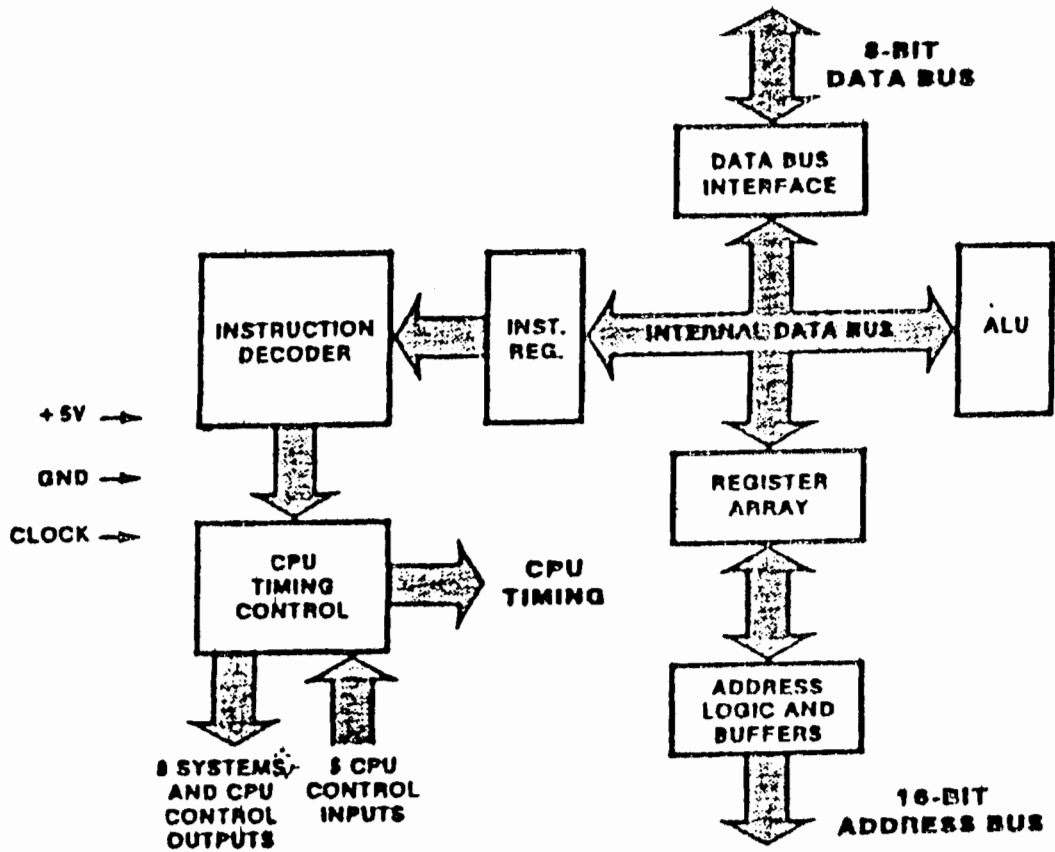 8-BIT
DATA BUS
DATA BUS
INTERFACE
INSTRUCTION
DECODER
INST.
REG.
INTERNAL DATA BUS
ALU
+5V
GND
CLOCK
REGISTER
ARRAY
CPU
TIMING
CONTROL
CPU
TIMING
ADDRESS
LOGIC AND
BUFFERS
8 SYSTEMS
AND CPU
CONTROL
OUTPUTS
5 CPU
CONTROL
INPUTS
16-BIT
ADDRESS BUS